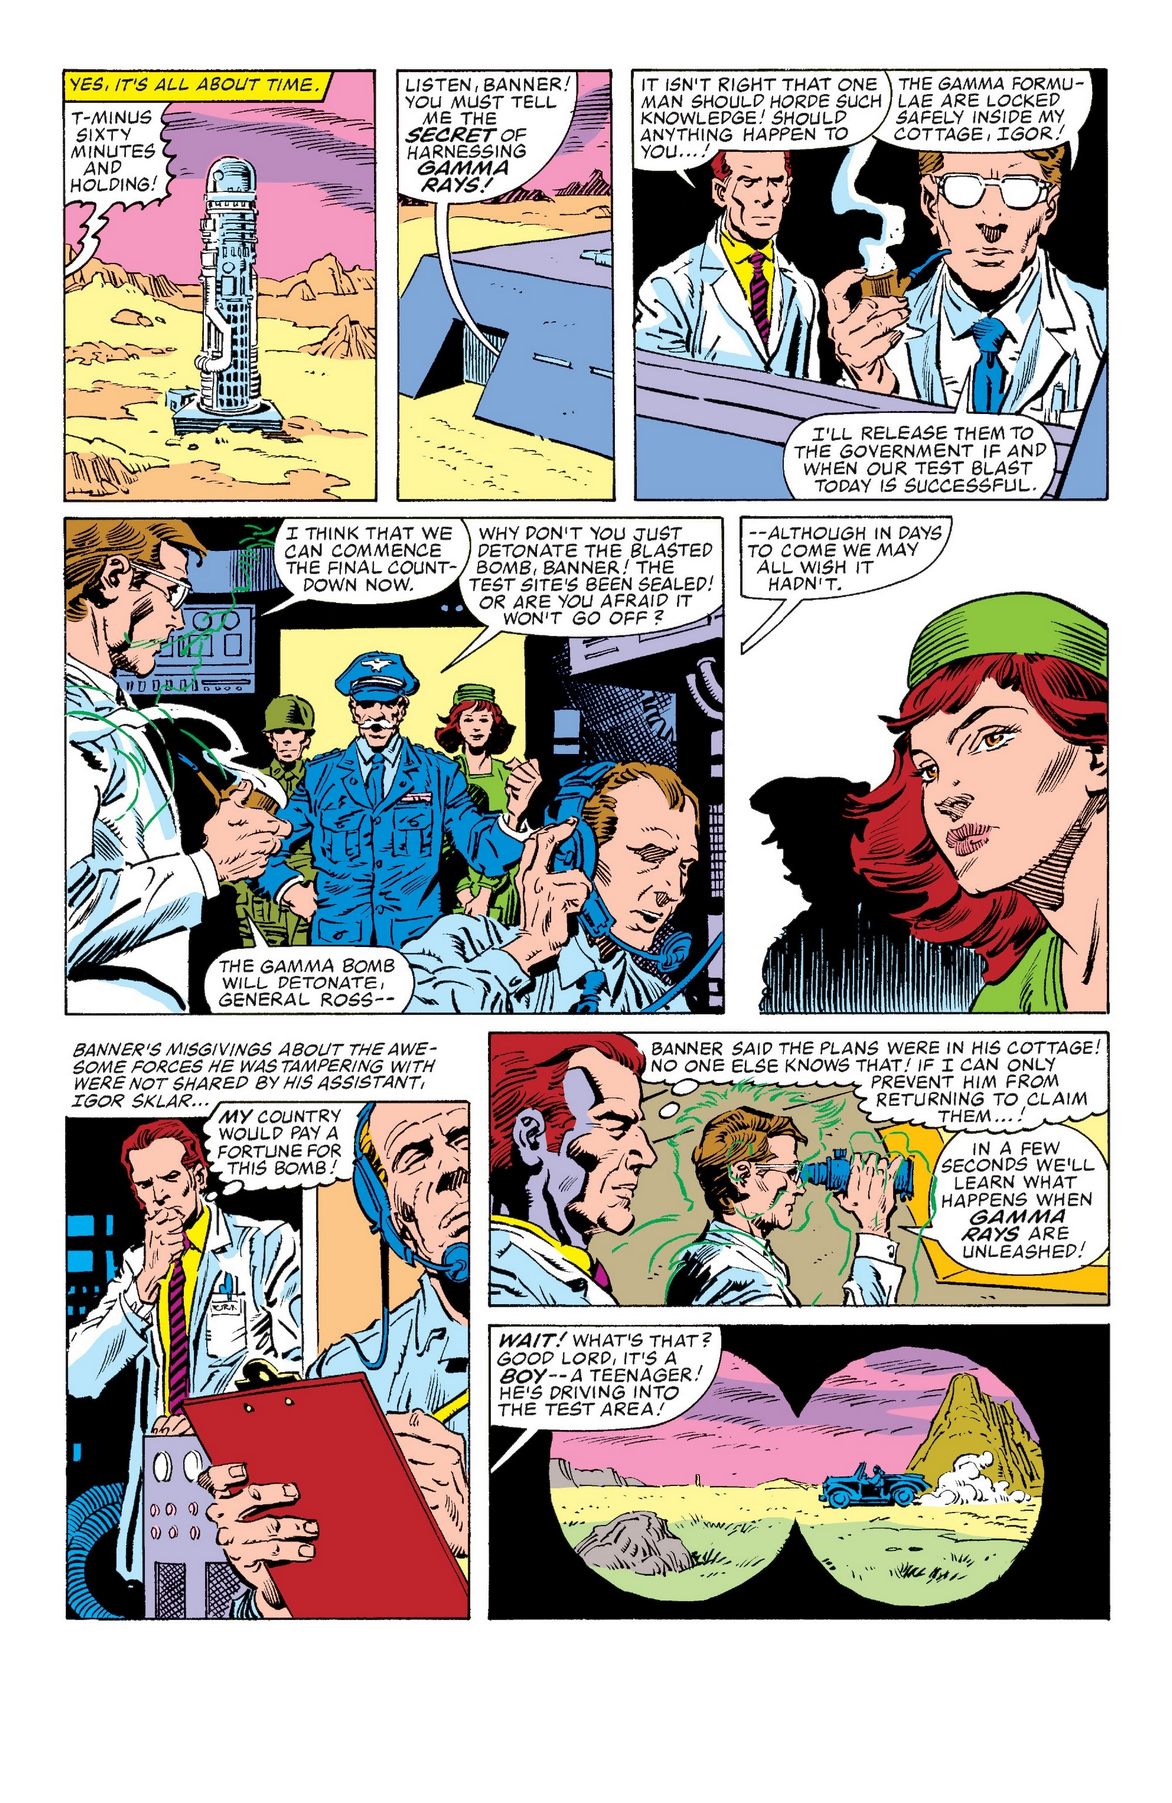 YES, IT'S ALL ABOUT TIME.
T-MINUS
SIXTY
MINUTES
AND
HOLDING!
LISTEN, BANNER!
YOU MUST TELL
ME THE
SECRET OF
HARNESSING
GAMMA
RAYS!
IT ISN'T RIGHT THAT ONE
MAN SHOULD HORDE SUCH
KNOWLEDGE! SHOULD
ANYTHING HAPPEN TO
YOU...!
THE GAMMA FORMU-
LAE ARE LOCKED
SAFELY INSIDE MY
COTTAGE, IGOR!
I'LL RELEASE THEM TO
THE GOVERNMENT IF AND
WHEN OUR TEST BLAST
TODAY IS SUCCESSFUL.
I THINK THAT WE
CAN COMMENCE
THE FINAL COUNT-
DOWN NOW.
WHY DON'T YOU JUST
DETONATE THE BLASTED
BOMB, BANNER! THE
TEST SITE'S BEEN SEALED!
OR ARE YOU AFRAID IT
WON'T GO OFF?
THE GAMMA BOMB
WILL DETONATE,
GENERAL ROSS--
--ALTHOUGH IN DAYS
TO COME WE MAY
ALL WISH IT
HADN'T.
BANNER'S MISGIVINGS ABOUT THE AWE-
SOME FORCES HE WAS TAMPERING WITH
WERE NOT SHARED BY HIS ASSISTANT,
IGOR SKLAR...
MY COUNTRY
WOULD PAY A
FORTUNE FOR
THIS BOMB!
BANNER SAID THE PLANS WERE IN HIS COTTAGE!
NO ONE ELSE KNOWS THAT! IF I CAN ONLY
PREVENT HIM FROM
RETURNING TO CLAIM
THEM...!
IN A FEW
SECONDS WE'LL
LEARN WHAT
HAPPENS WHEN
GAMMA
RAYS ARE
UNLEASHED!
WAIT! WHAT'S THAT?
GOOD LORD, IT'S A
BOY--A TEENAGER!
HE'S DRIVING INTO
THE TEST AREA!